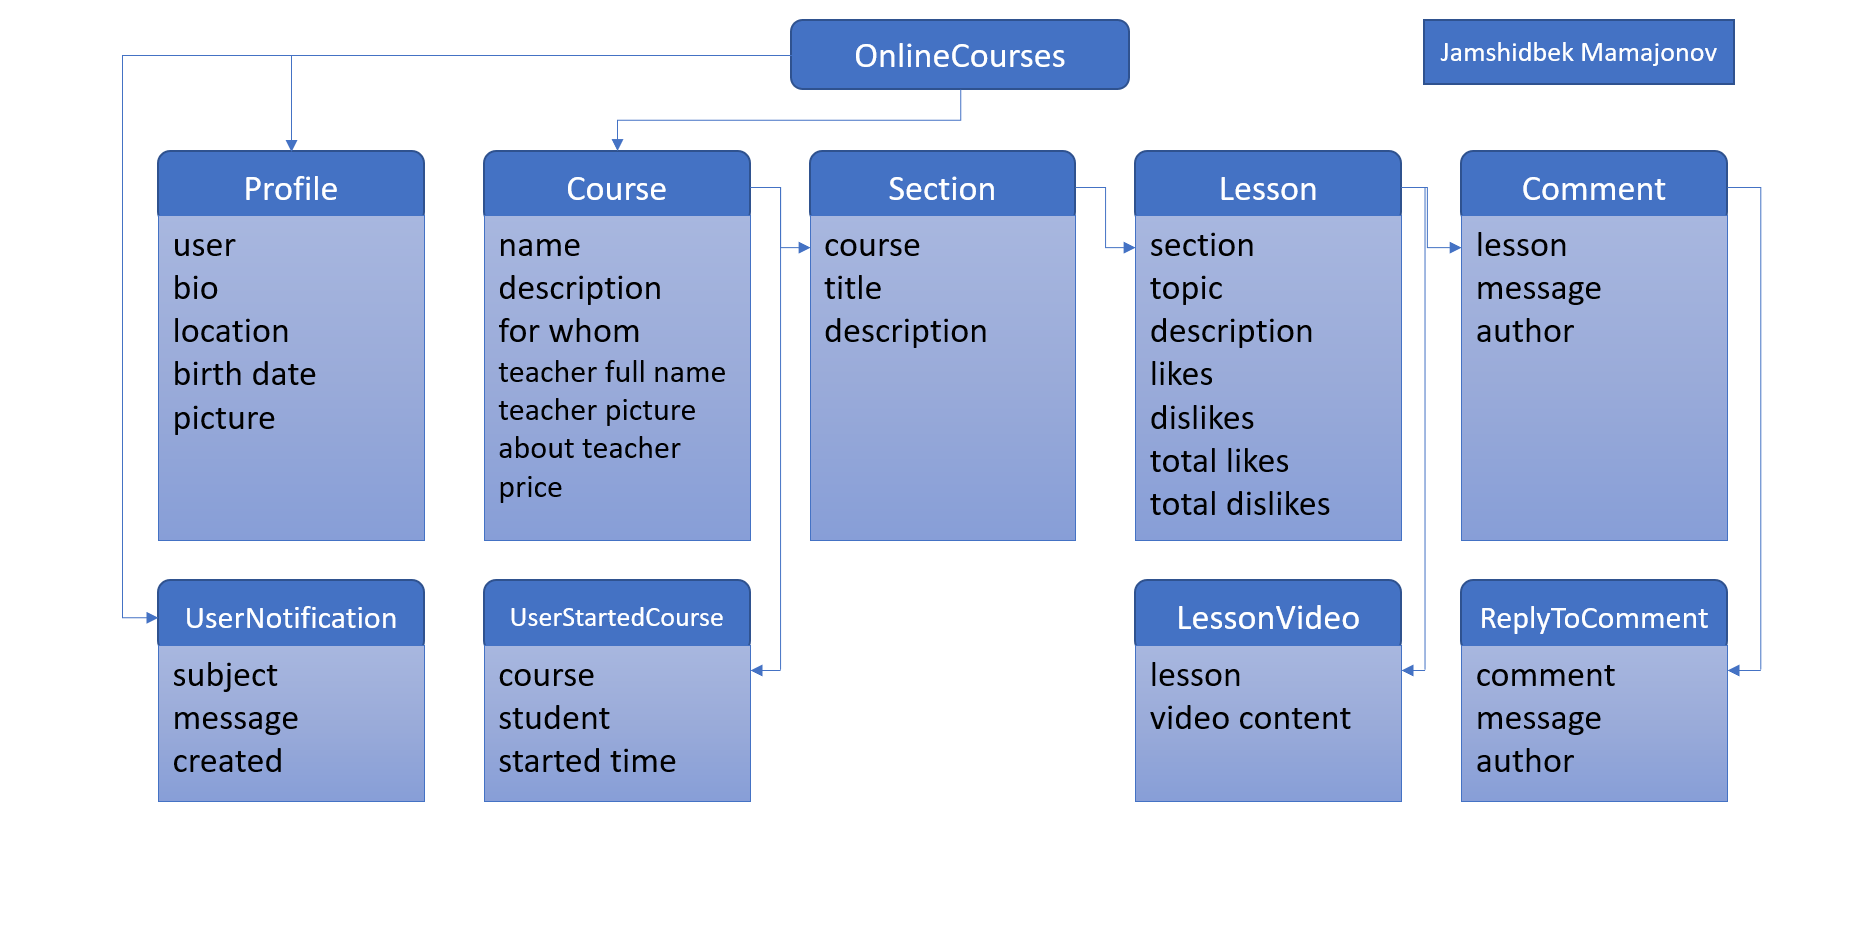 OnlineCourses
Jamshidbek Mamajonov
Profile
user
bio
location
birth date
picture
Course
name
description
for whom
teacher full name
teacher picture
about teacher
price
Section
course
title
description
Lesson
section
topic
description
likes
dislikes
total likes
total dislikes
Comment
lesson
message
author
UserNotification
subject
message
created
UserStartedCourse
course
student
started time
LessonVideo
lesson
video content
ReplyToComment
comment
message
author